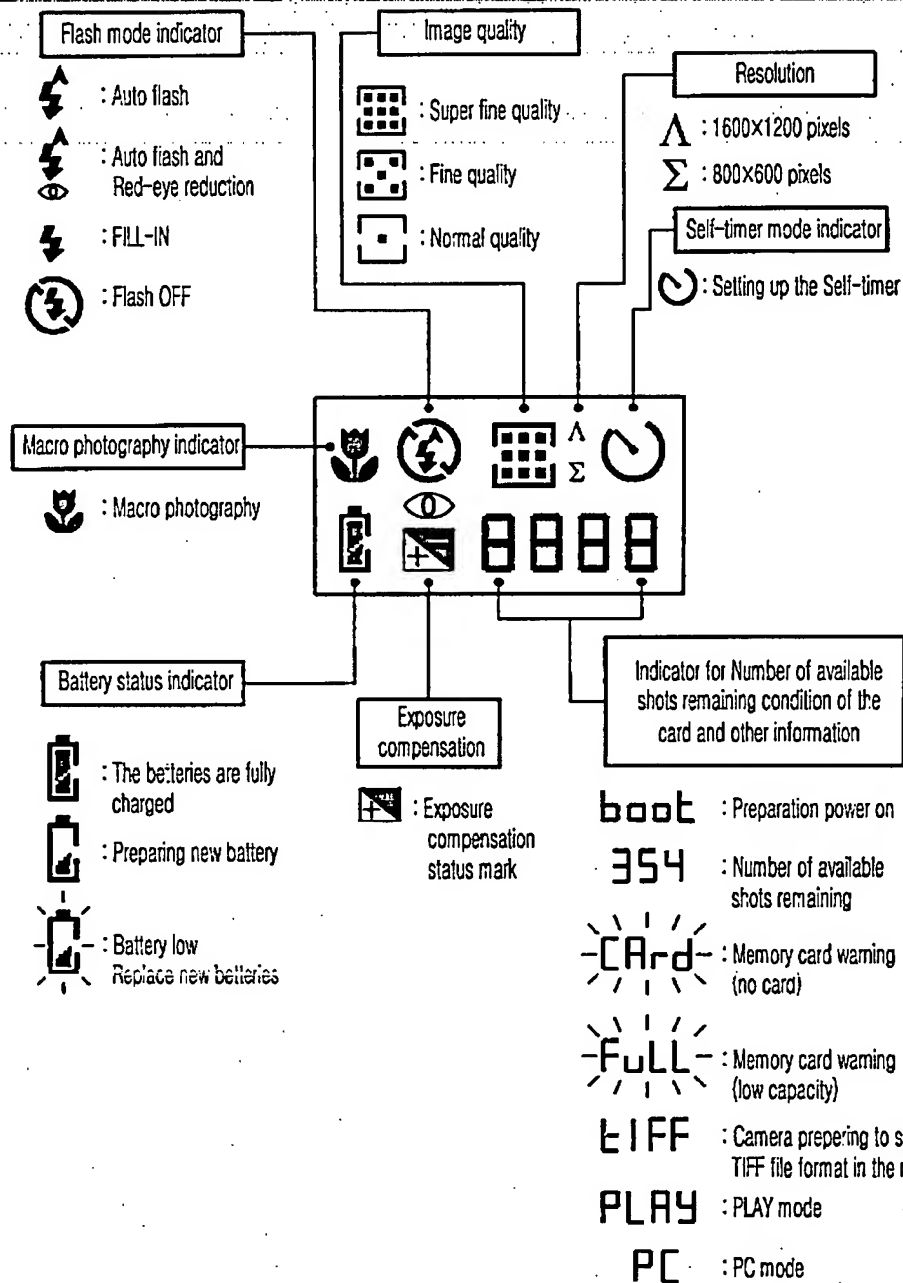 Flash mode indicator
: Auto flash
: Auto flash and
Red-eye reduction
: FILL-IN
: Flash OFF
Image quality
: Super fine quality
: Fine quality
: Normal quality
Resolution
Λ : 1600×1200 pixels
Σ : 800×600 pixels
Self-timer mode indicator
: Setting up the Self-timer
Macro photography indicator
: Macro photography
Λ
Σ
8888
Battery status indicator
: The betteries are fully
charged
: Preparing new battery
: Battery low
Replace new betteries
Exposure
compensation
: Exposure
compensation
status mark
Indicator for Number of available
shots remaining condition of the
card and other information
boot : Preparation power on
354 : Number of available
shots remaining
CArd : Memory card warning
(no card)
FuLL : Memory card warning
(low capacity)
tIFF : Camera prepering to
TIFF file format in the
PLAY : PLAY mode
PC : PC mode